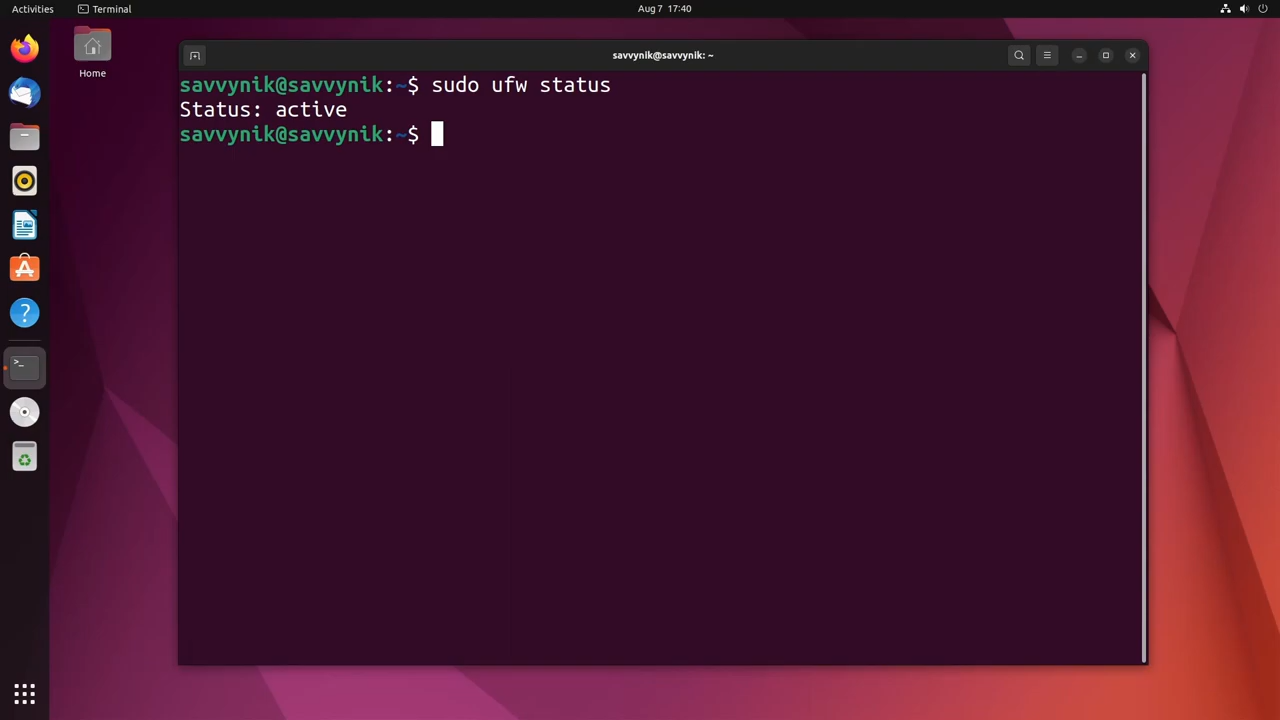 Activities
Terminal
Aug 7 17:40
Home
savvynik@savvynik: ~
savvynik@savvynik:~$ sudo ufw status
Status: active
savvynik@savvynik:~$